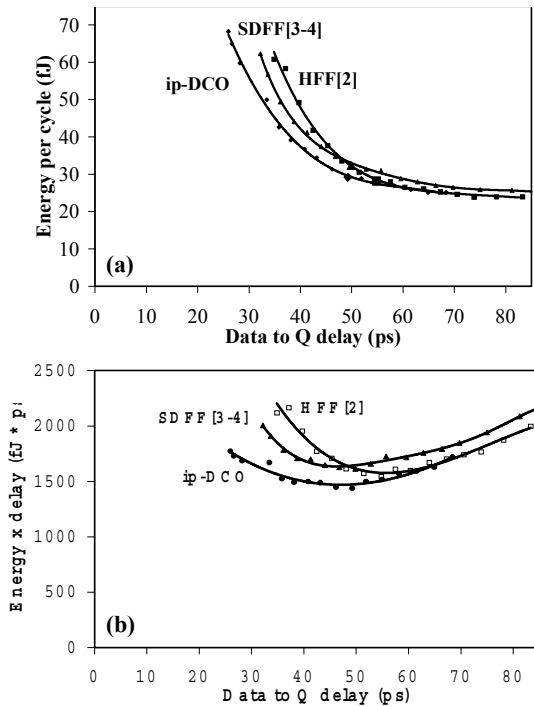 70
60
50
40
30
20
10
0
Energy per cycle (fJ)
SDFF[3-4]
ip-DCO
HFF[2]
(a)
0 10 20 30 40 50 60 70 80
Data to Q delay (ps)
2500
2000
1500
1000
500
0
Energy x delay (fJ * p
SDFF[3-4]
HFF[2]
ip-DCO
(b)
0 10 20 30 40 50 60 70 80
Data to Q delay (ps)